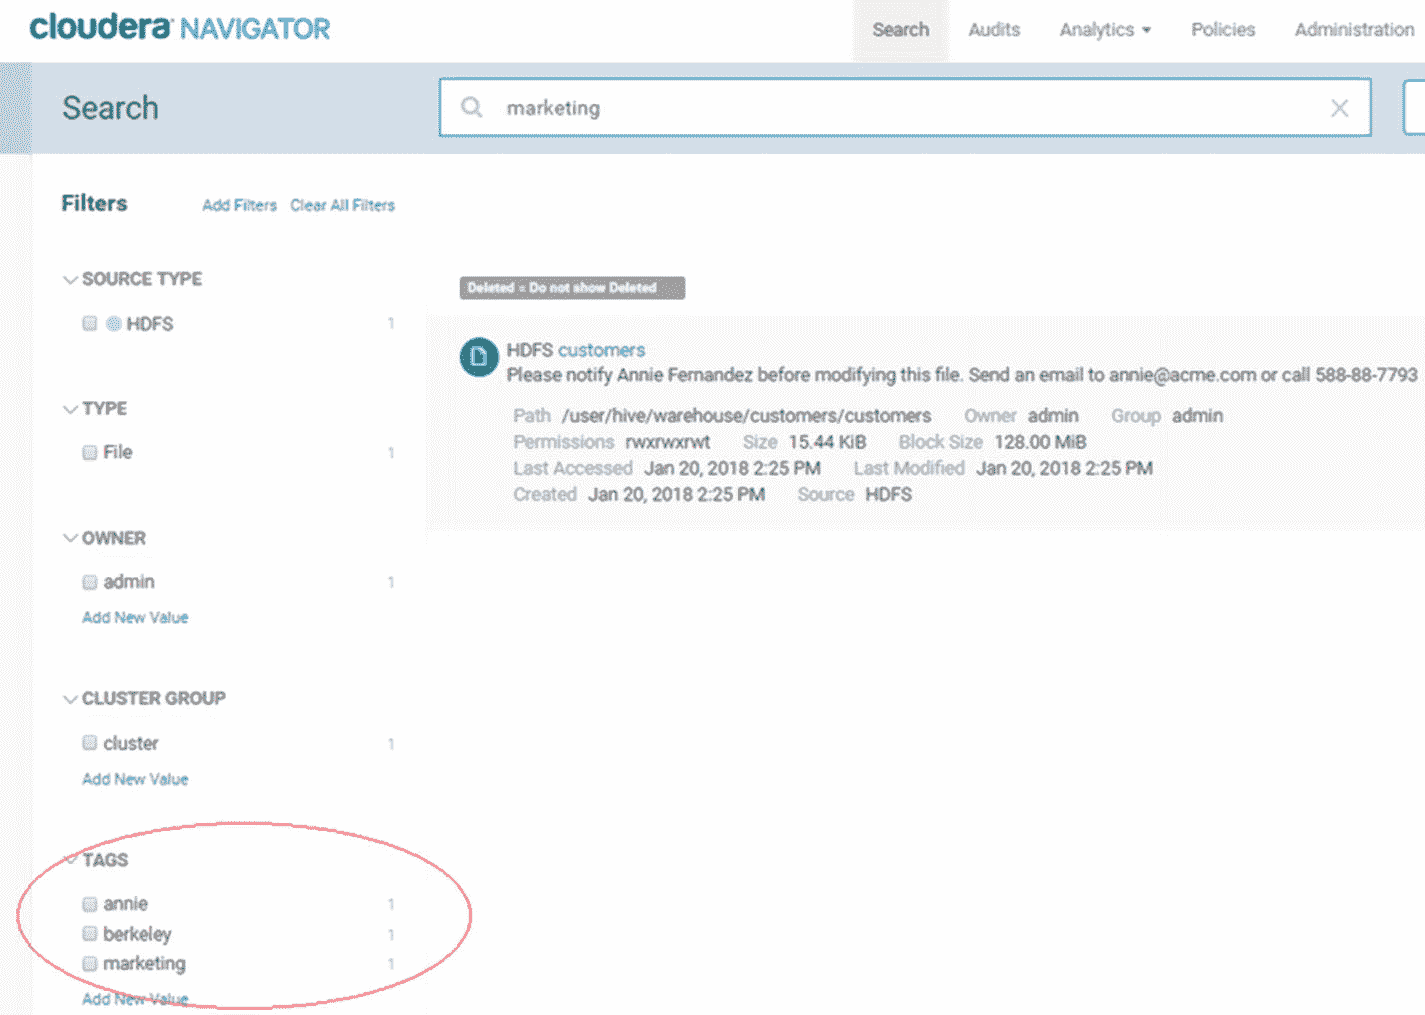 cloudera NAVIGATOR
Search Audits Analytics Policies Administration
Search
marketing
Filters Add Filters Clear All Filters
SOURCE TYPE
HDFS 1
TYPE
File 1
OWNER
admin 1
Add New Value
CLUSTER GROUP
cluster 1
Add New Value
TAGS
annie 1
berkeley 1
marketing 1
Add New Value
Deleted = Do not show Deleted
HDFS customers
Please notify Annie Fernandez before modifying this file. Send an email to annie@acme.com or call 588-88-7793
Path /user/hive/warehouse/customers/customers Owner admin Group admin
Permissions rwxrwxrwt Size 15.44 KiB Block Size 128.00 MiB
Last Accessed Jan 20, 2018 2:25 PM Last Modified Jan 20, 2018 2:25 PM
Created Jan 20, 2018 2:25 PM Source HDFS